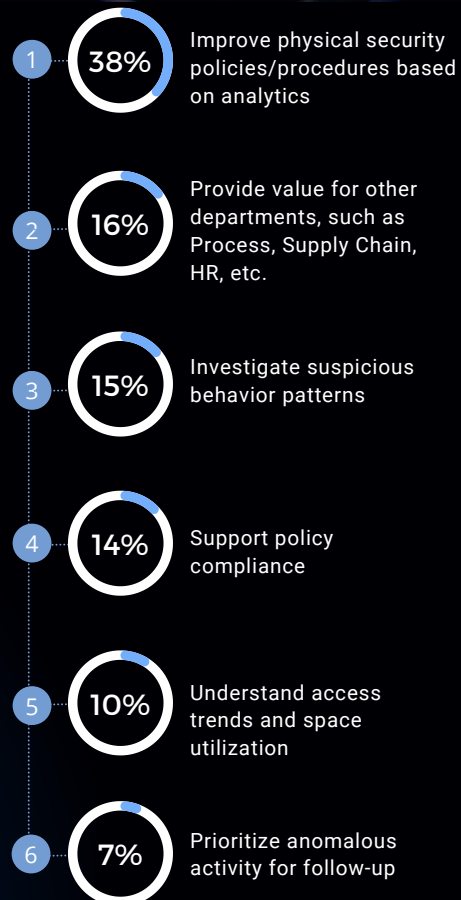 1
38%
Improve physical security
policies/procedures based
on analytics
2
16%
Provide value for other
departments, such as
Process, Supply Chain,
HR, etc.
3
15%
Investigate suspicious
behavior patterns
4
14%
Support policy
compliance
5
10%
Understand access
trends and space
utilization
6
7%
Prioritize anomalous
activity for follow-up